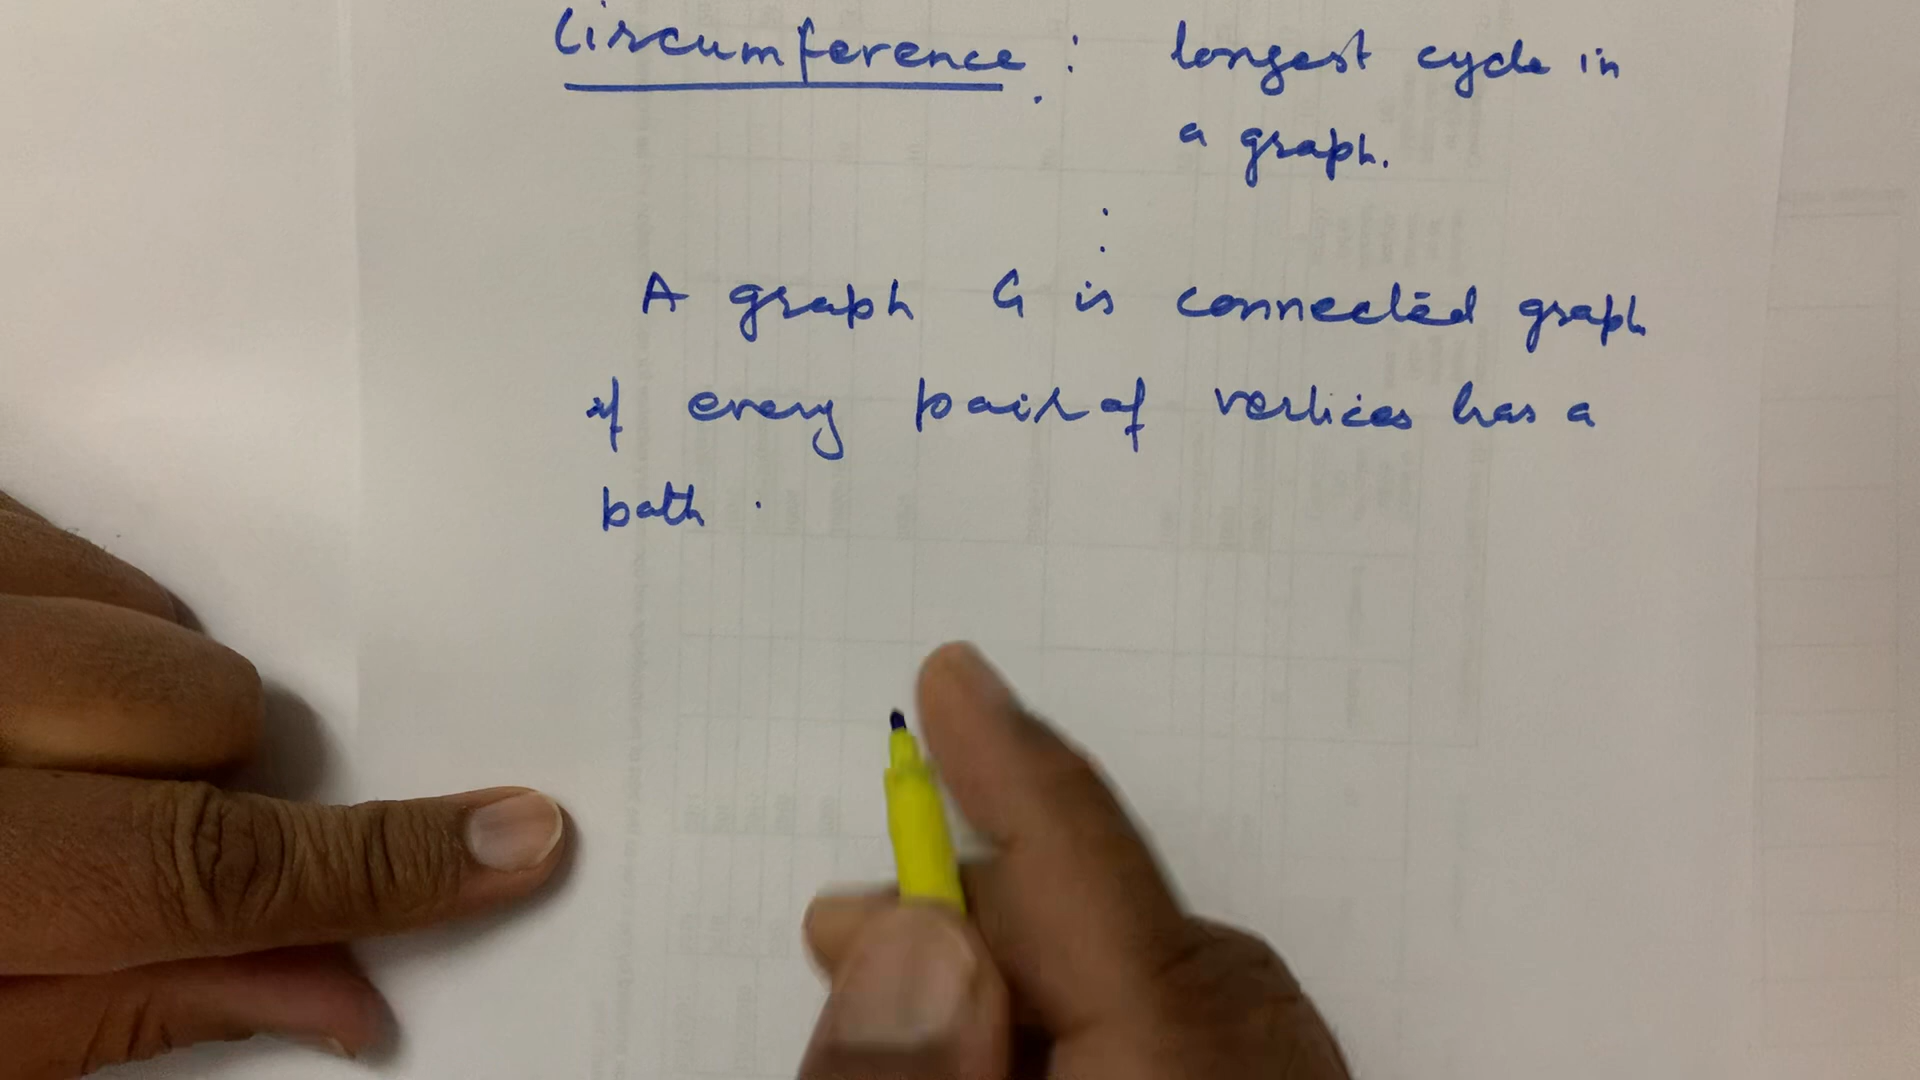 Circumference : longest cycle in
a graph.
A graph G is connected graph
if every pair of vertices has a
path .